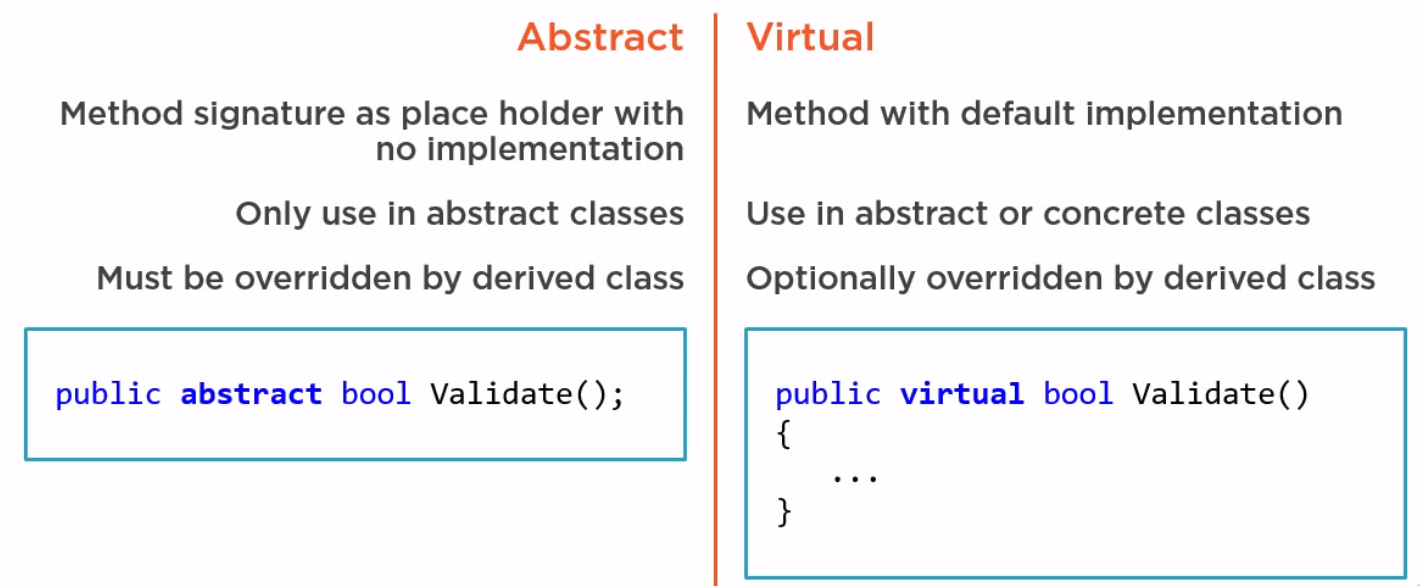 Abstract
Method signature as place holder with
no implementation
Only use in abstract classes
Must be overridden by derived class
public abstract bool Validate();
Virtual
Method with default implementation
Use in abstract or concrete classes
Optionally overridden by derived class
public virtual bool Validate()
{
...
}